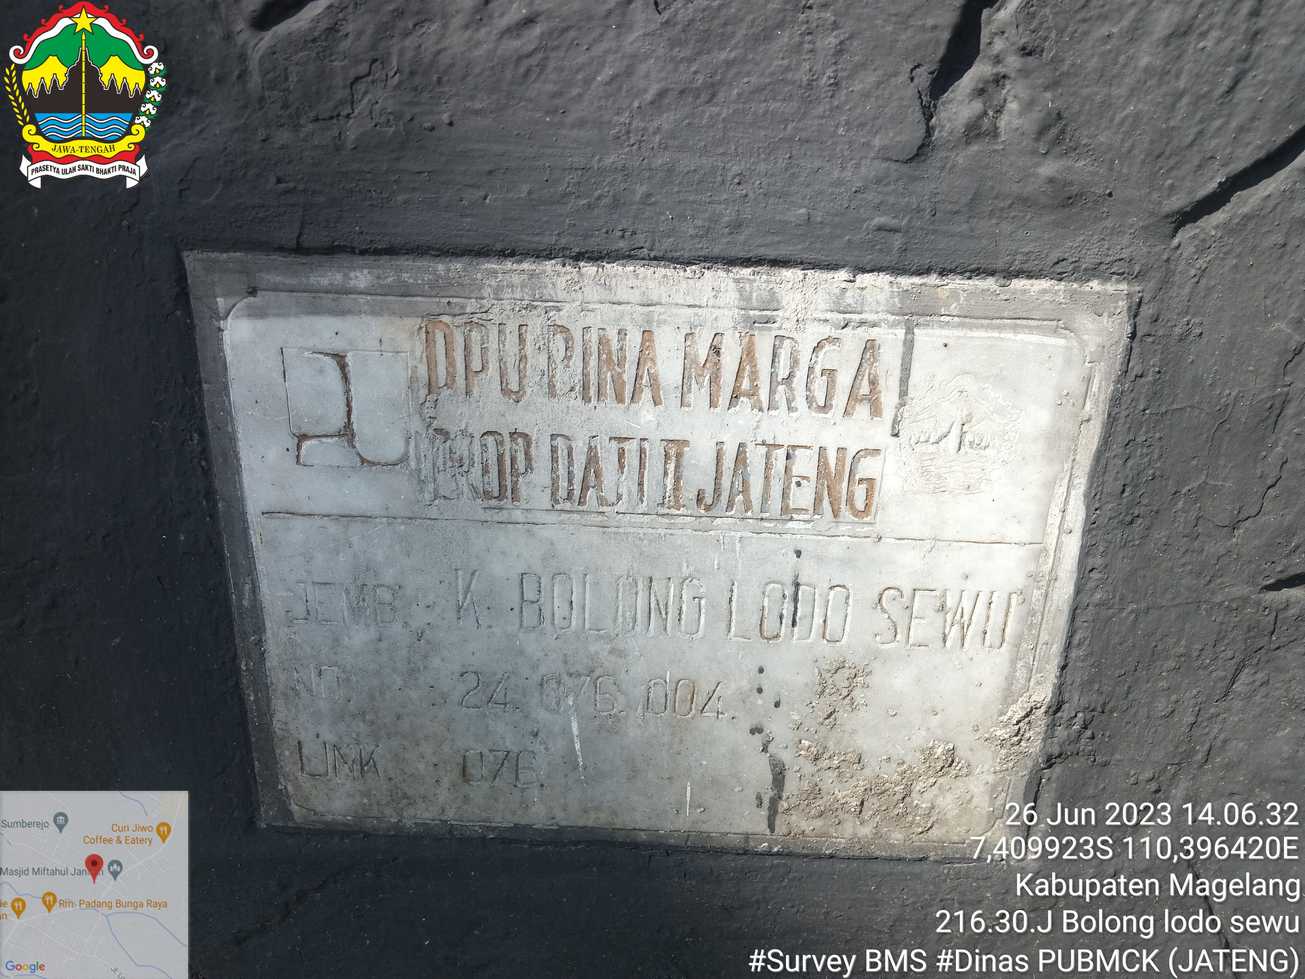 JAWA-TENGAH
PRASETYA ULAH SAKTI BHAKTI PRAJA
DPU BINA MARGA
PROP DATI II JATENG
JEMB. K. BOLONG LODO SEWU
NO. 24. 076. 004.
LINK 076
Sumberejo
Curi Jiwo
Coffee & Eatery
Masjid Miftahul
Rm. Padang Bunga Raya
Google
26 Jun 2023 14.06.32
7,409923S 110,396420E
Kabupaten Magelang
216.30.J Bolong lodo sewu
#Survey BMS #Dinas PUBMCK (JATENG)